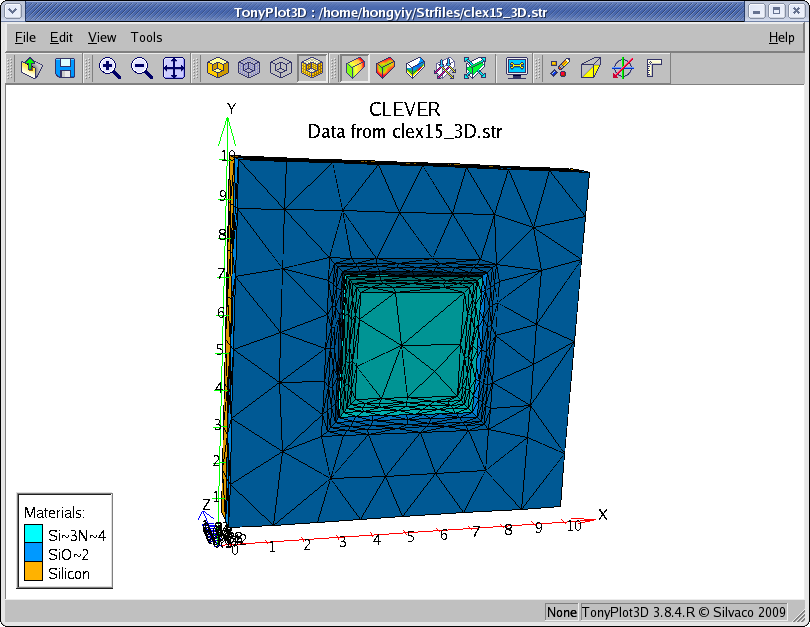 TonyPlot3D : /home/hongyiy/Strfiles/clex15_3D.str
File Edit View Tools Help
CLEVER
Data from clex15_3D.str
Y
10
9
8
7
6
5
4
3
2
1
Z
0 1 2 3 4 5 6 7 8 9 10 X
Materials:
Si~3N~4
SiO~2
Silicon
None TonyPlot3D 3.8.4.R © Silvaco 2009